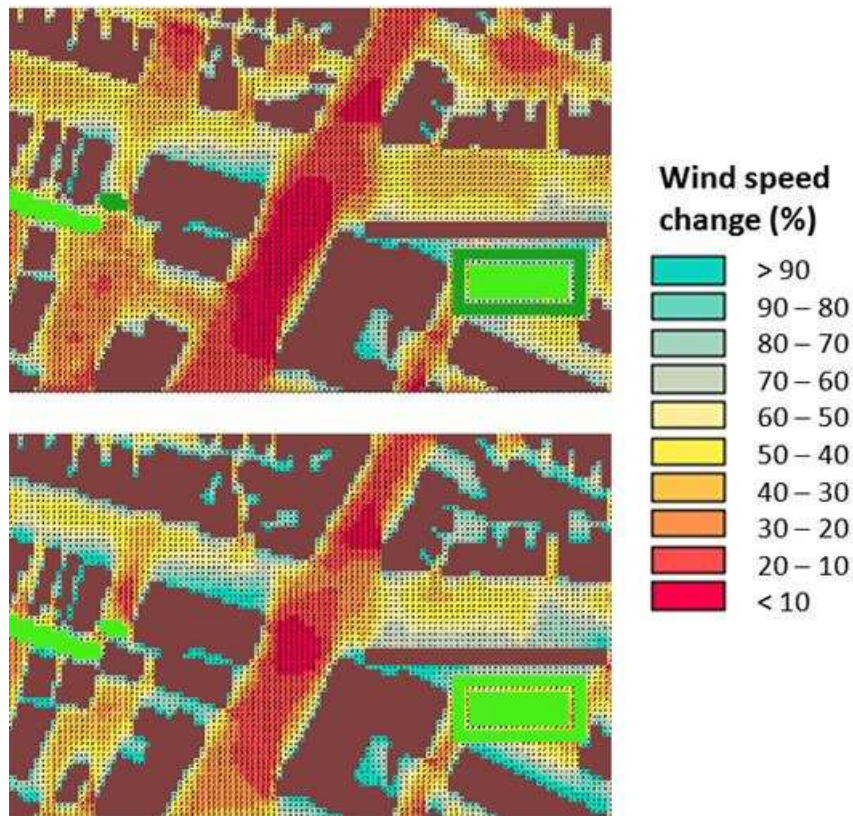 Wind speed
change (%)
> 90
90 – 80
80 – 70
70 – 60
60 – 50
50 – 40
40 – 30
30 – 20
20 – 10
< 10